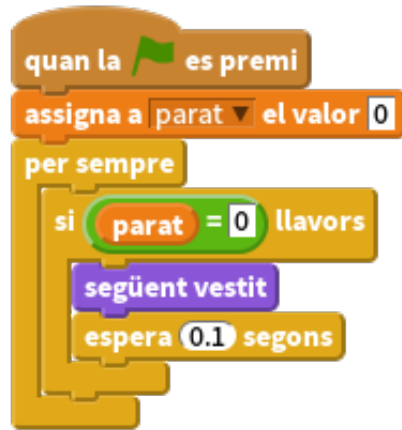 quan la es premi
assigna a parat el valor 0
per sempre
si parat = 0 llavors
següent vestit
espera 0.1 segons